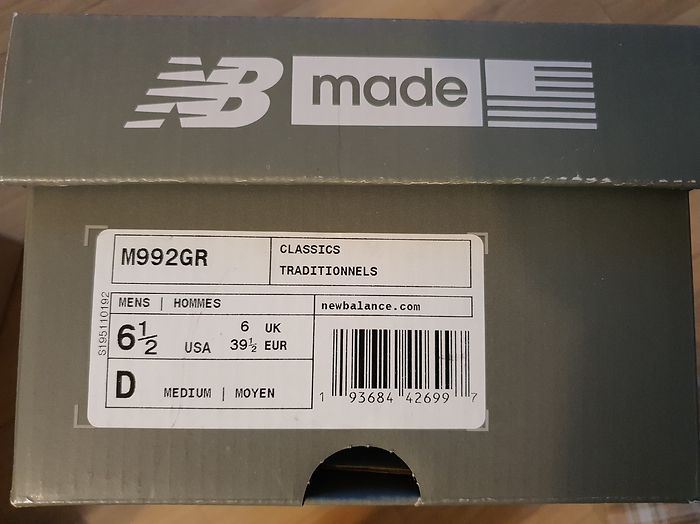 NB made
M992GR
CLASSICS
TRADITIONNELS
MENS | HOMMES
newbalance.com
6½ USA
6 UK
39½ EUR
D MEDIUM | MOYEN
S195110192
1 93684 42699 7